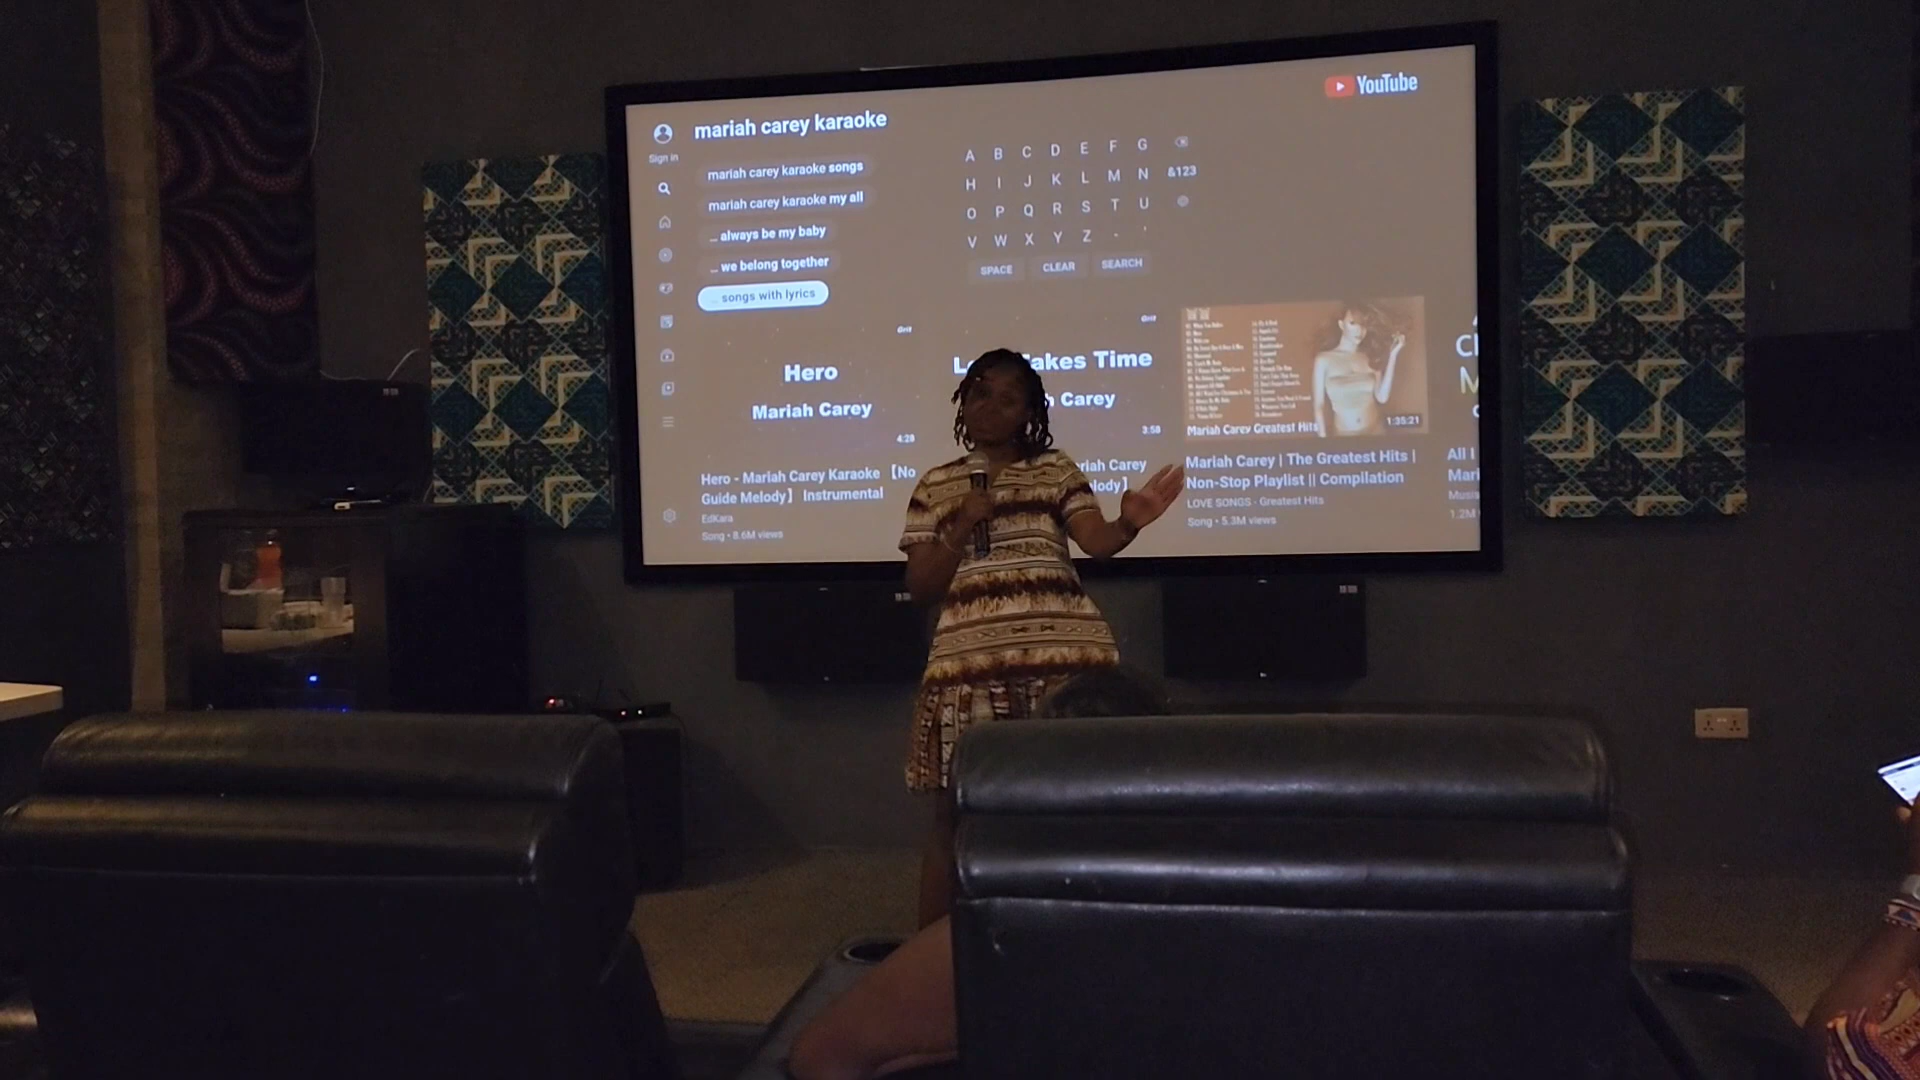 YouTube
mariah carey karaoke
Sign in
mariah carey karaoke songs
mariah carey karaoke my all
... always be my baby
... we belong together
... songs with lyrics
A B C D E F G
H I J K L M N &123
O P Q R S T U
V W X Y Z - '
SPACE CLEAR SEARCH
Hero
Mariah Carey
4:28
Hero - Mariah Carey Karaoke 【No
Guide Melody】 Instrumental
EdKara
Song • 8.6M views
Takes Time
Carey
3:58
Carey
Mariah Carey Greatest Hits
1:35:21
Mariah Carey | The Greatest Hits |
Non-Stop Playlist || Compilation
LOVE SONGS - Greatest Hits
Song • 5.3M views
All I
1.2M